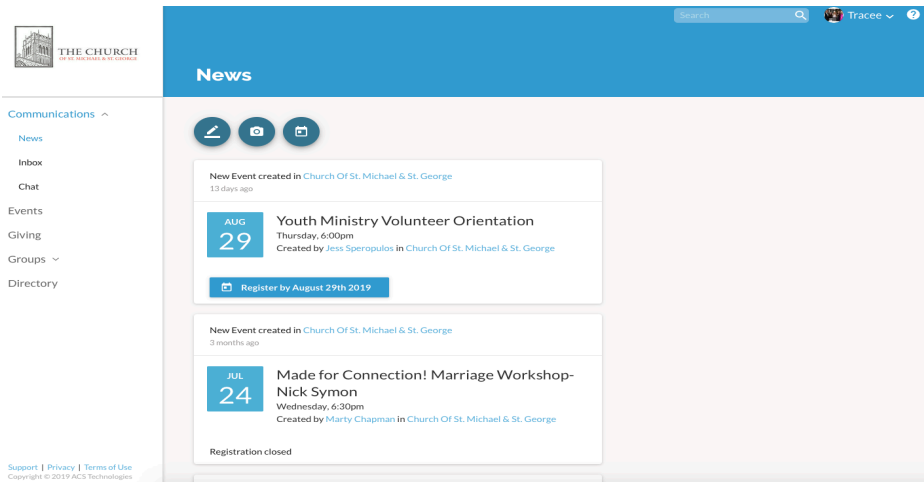 THE CHURCH
OF ST. MICHAEL & ST. GEORGE
Search
Tracee
?
News
Communications
News
Inbox
Chat
Events
Giving
Groups
Directory
New Event created in Church Of St. Michael & St. George
13 days ago
AUG
29
Youth Ministry Volunteer Orientation
Thursday, 6:00pm
Created by Jess Speropulos in Church Of St. Michael & St. George
Register by August 29th 2019
New Event created in Church Of St. Michael & St. George
3 months ago
JUL
24
Made for Connection! Marriage Workshop-
Nick Symon
Wednesday, 6:30pm
Created by Marty Chapman in Church Of St. Michael & St. George
Registration closed
Support | Privacy | Terms of Use
Copyright © 2019 ACS Technologies